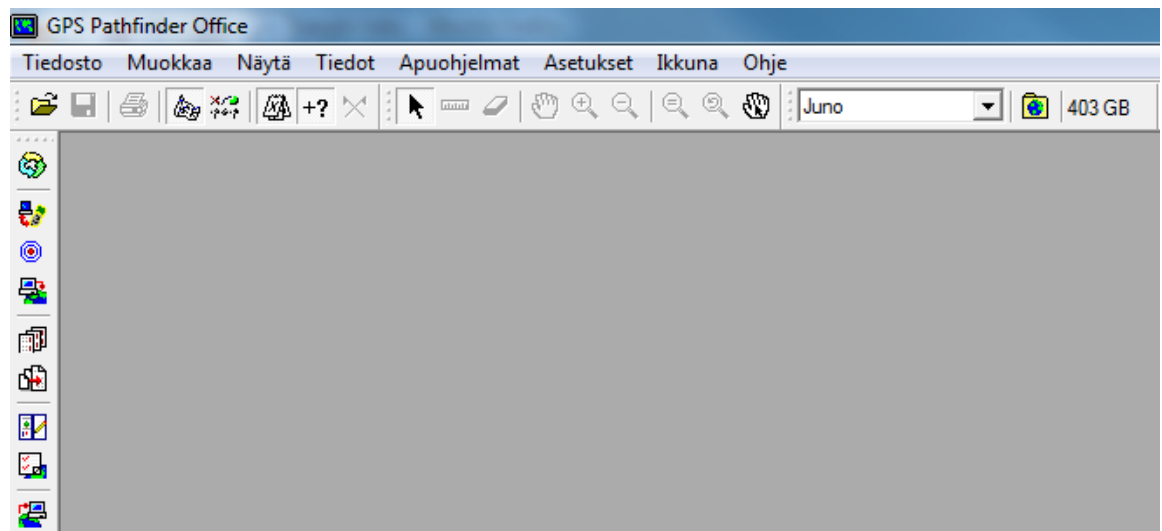 GPS Pathfinder Office
Tiedosto Muokkaa Näytä Tiedot Apuohjelmat Asetukset Ikkuna Ohje
+? Juno 403 GB